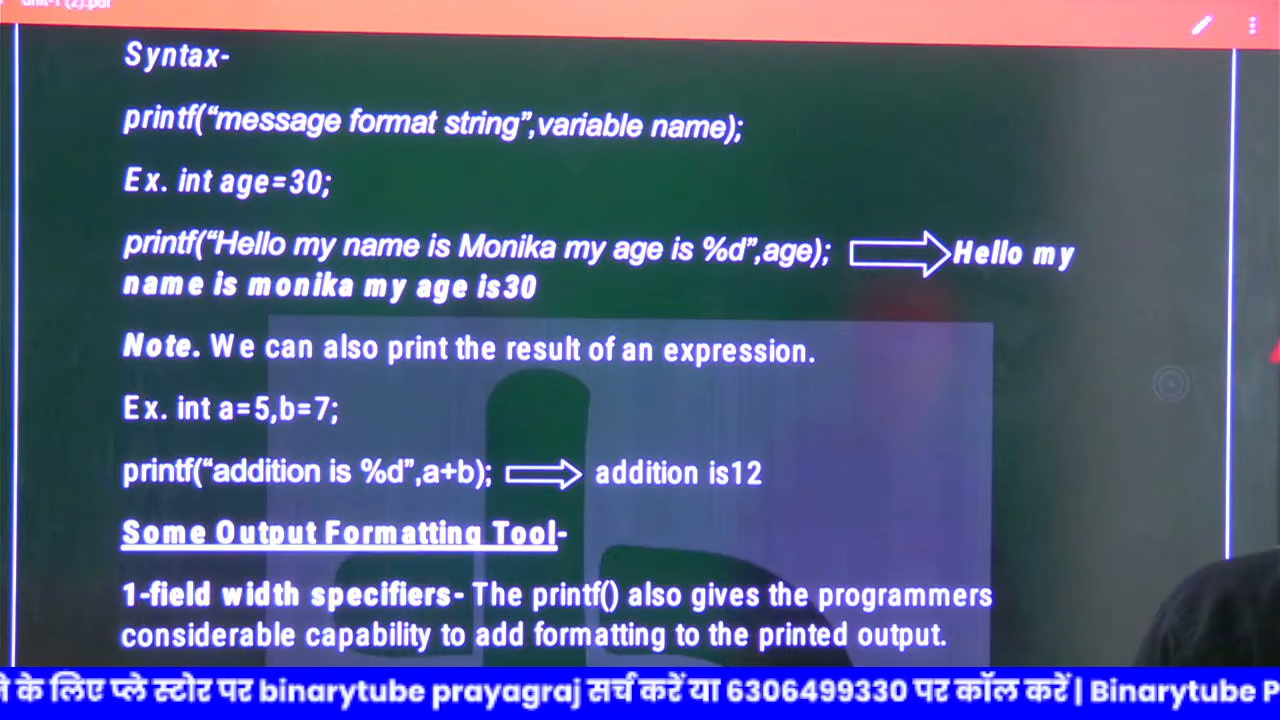 unit-1 (2).pdf
Syntax-
printf(“message format string”,variable name);
Ex. int age=30;
printf(“Hello my name is Monika my age is %d”,age); Hello my
name is monika my age is30
Note. We can also print the result of an expression.
Ex. int a=5,b=7;
printf(“addition is %d”,a+b); addition is12
Some Output Formatting Tool-
1-field width specifiers- The printf() also gives the programmers
considerable capability to add formatting to the printed output.
के लिए प्ले स्टोर पर binarytube prayagraj सर्च करें या 6306499330 पर कॉल करें | Binarytube P